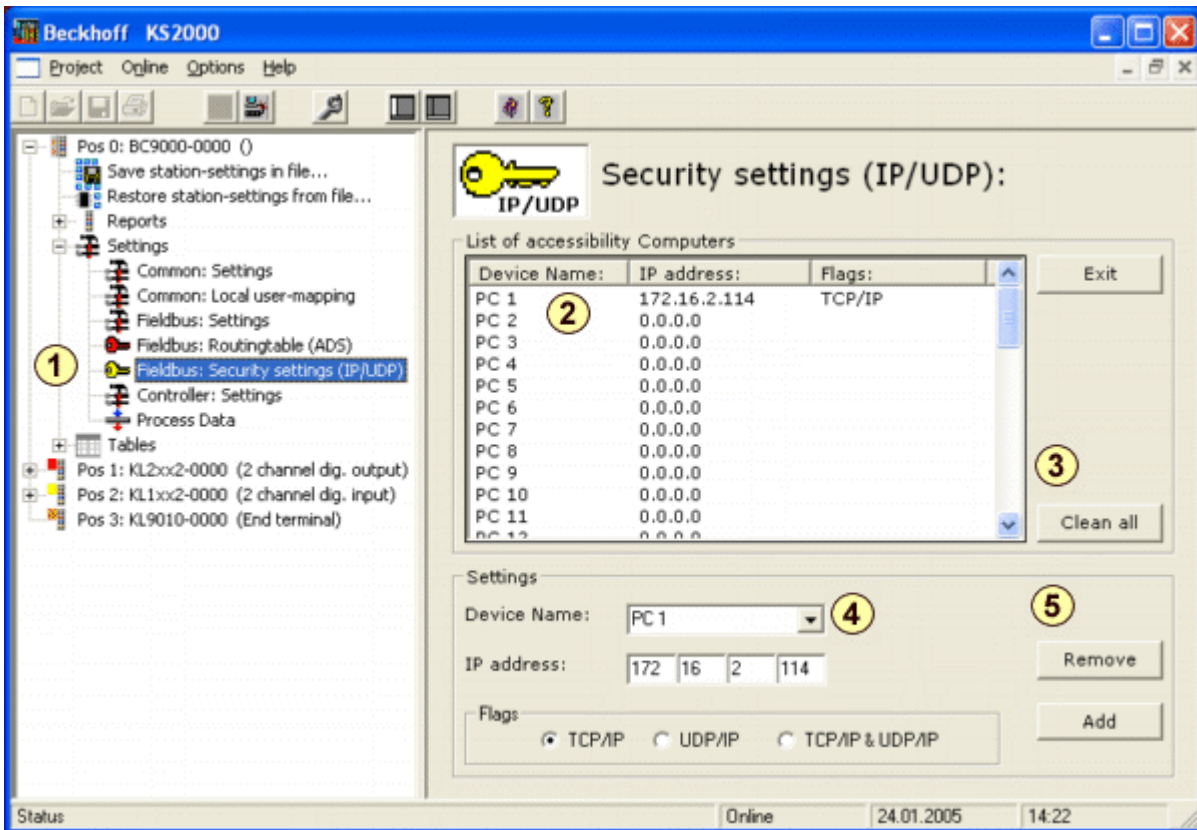 Beckhoff KS2000
Project Online Options Help
Pos 0: BC9000-0000 ()
Save station-settings in file...
Restore station-settings from file...
Reports
Settings
Common: Settings
Common: Local user-mapping
Fieldbus: Settings
Fieldbus: Routingtable (ADS)
1
Fieldbus: Security settings (IP/UDP)
Controller: Settings
Process Data
Tables
Pos 1: KL2xx2-0000 (2 channel dig. output)
Pos 2: KL1xx2-0000 (2 channel dig. input)
Pos 3: KL9010-0000 (End terminal)
IP/UDP
Security settings (IP/UDP):
List of accessibility Computers
Device Name: IP address: Flags:
Exit
PC 1 172.16.2.114 TCP/IP
2
PC 2 0.0.0.0
PC 3 0.0.0.0
PC 4 0.0.0.0
PC 5 0.0.0.0
PC 6 0.0.0.0
PC 7 0.0.0.0
PC 8 0.0.0.0
PC 9 0.0.0.0
3
PC 10 0.0.0.0
PC 11 0.0.0.0
Clean all
PC 12 0.0.0.0
Settings
Device Name: PC 1
4
5
IP address: 172 16 2 114
Remove
Flags
TCP/IP UDP/IP TCP/IP & UDP/IP
Add
Status Online 24.01.2005 14:22